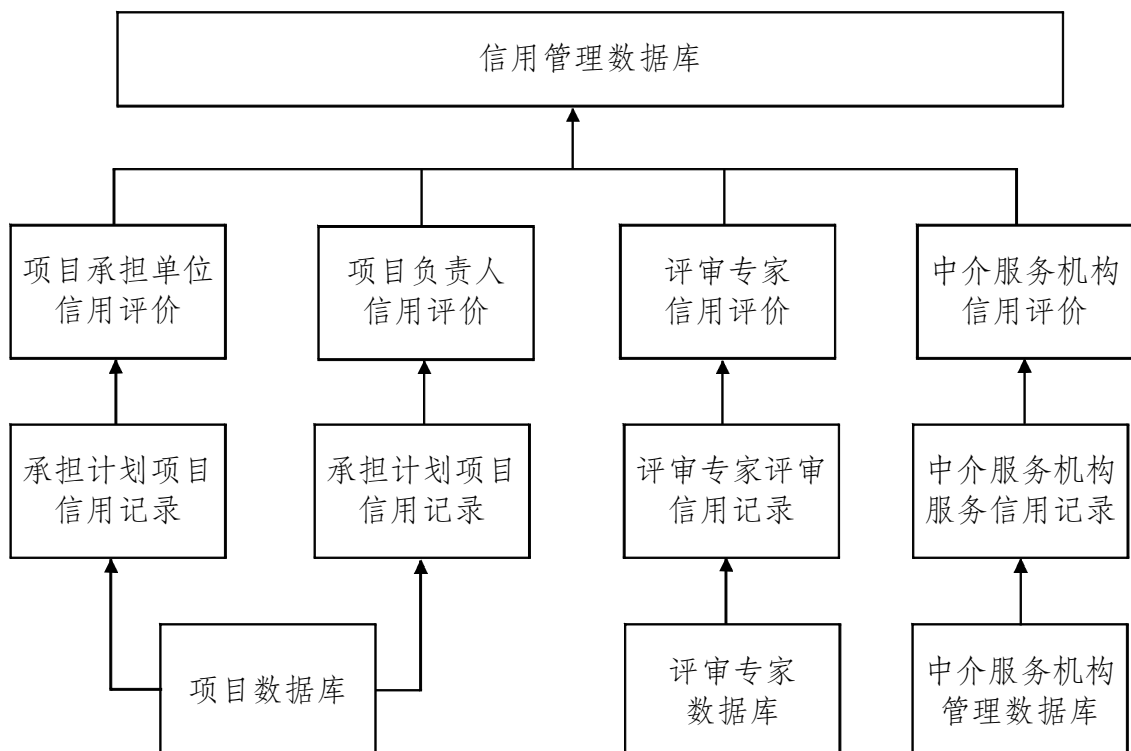 信用管理数据库
项目承担单位
信用评价
项目负责人
信用评价
评审专家
信用评价
中介服务机构
信用评价
承担计划项目
信用记录
承担计划项目
信用记录
评审专家评审
信用记录
中介服务机构
服务信用记录
项目数据库
评审专家
数据库
中介服务机构
管理数据库